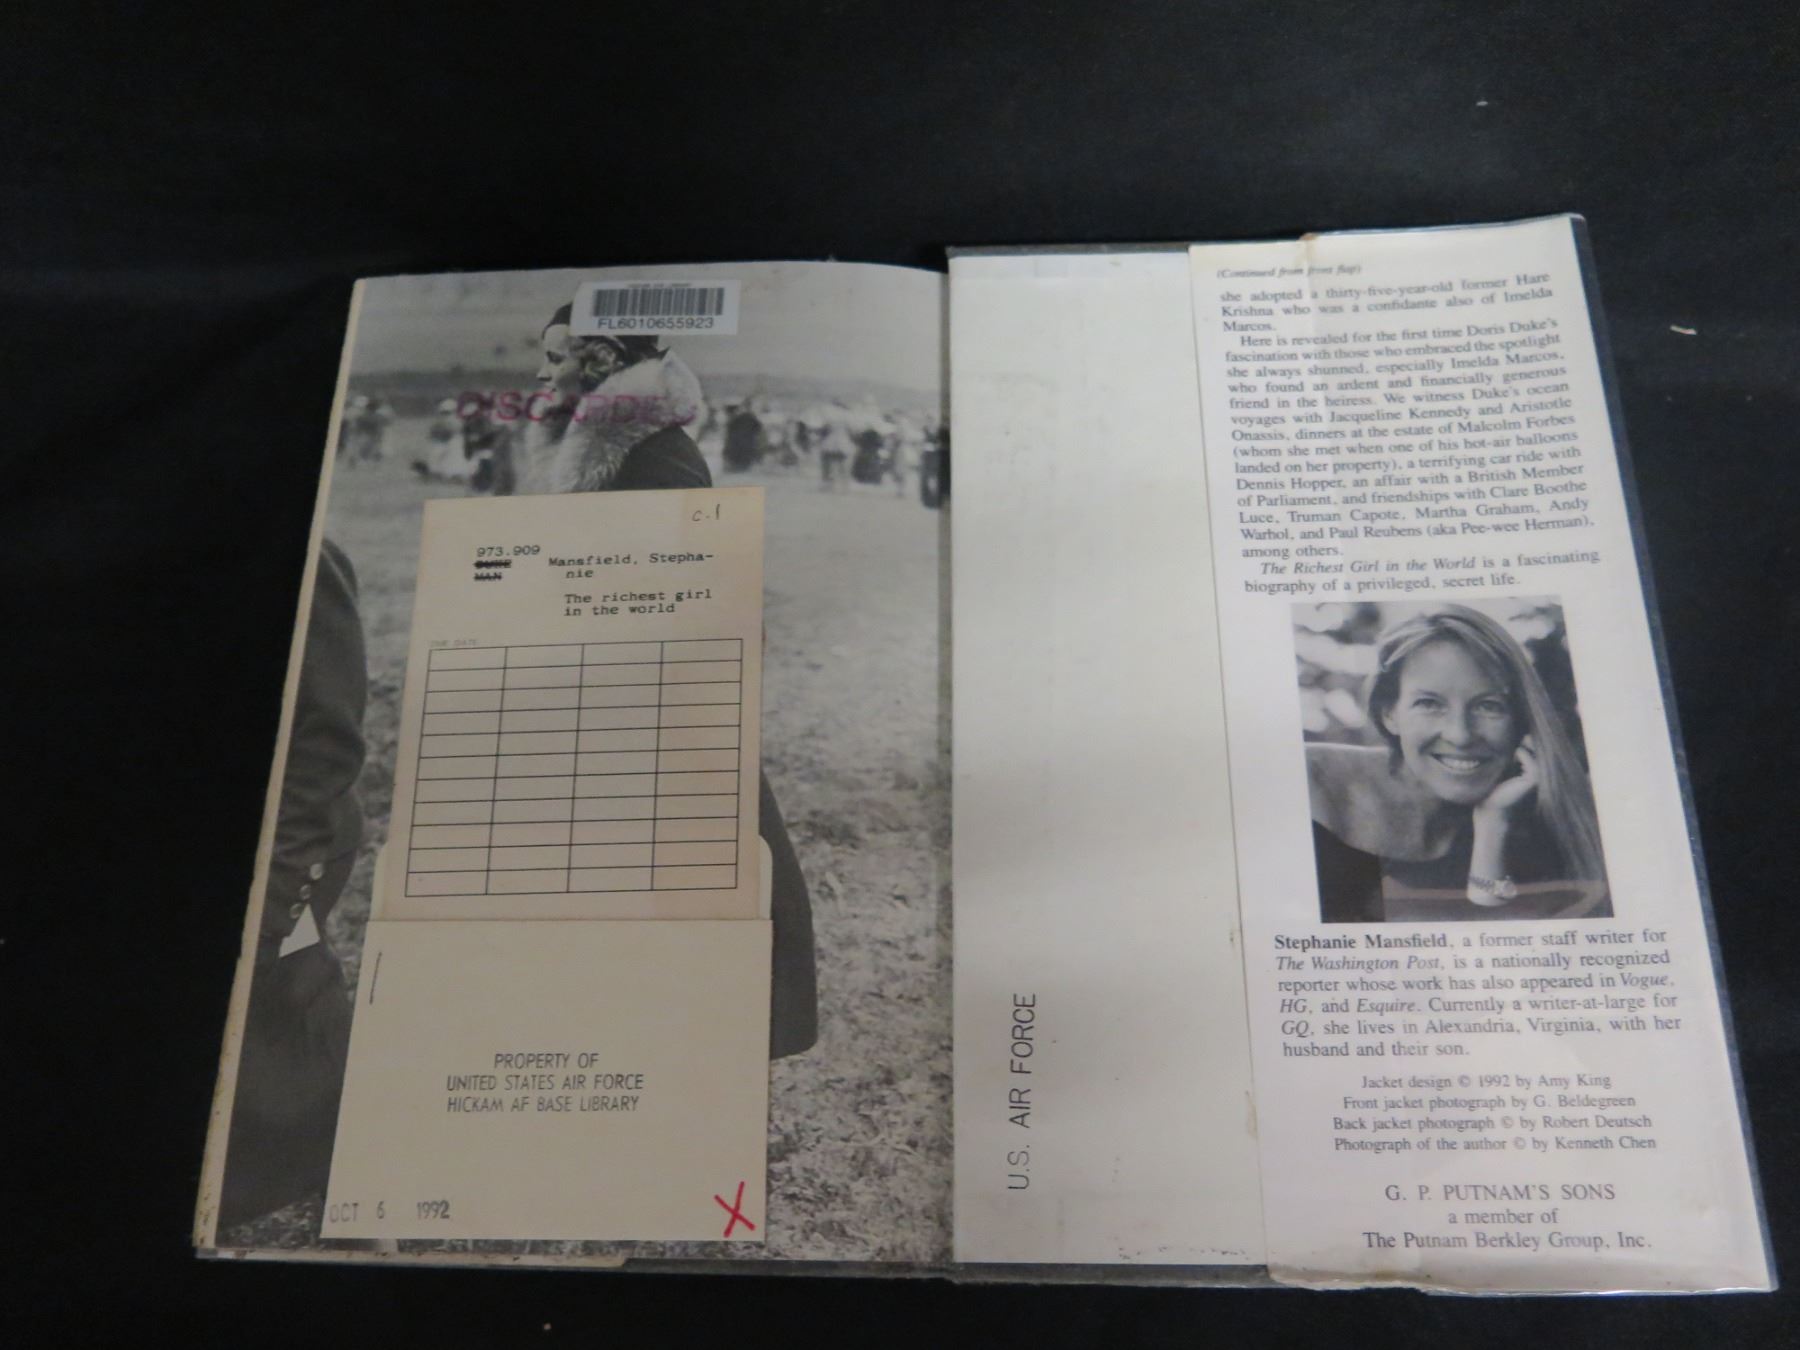 FL6010655923
DISCARDED
c.1
973.909
DUKE
MAN
Mansfield, Stepha-
nie
The richest girl
in the world
DUE DATE
PROPERTY OF
UNITED STATES AIR FORCE
HICKAM AF BASE LIBRARY
OCT 6 1992
X
U.S. AIR FORCE
(Continued from front flap)
she adopted a thirty-five-year-old former Hare
Krishna who was a confidante also of Imelda
Marcos.
Here is revealed for the first time Doris Duke's
fascination with those who embraced the spotlight
she always shunned, especially Imelda Marcos,
who found an ardent and financially generous
friend in the heiress. We witness Duke's ocean
voyages with Jacqueline Kennedy and Aristotle
Onassis, dinners at the estate of Malcolm Forbes
(whom she met when one of his hot-air balloons
landed on her property), a terrifying car ride with
Dennis Hopper, an affair with a British Member
of Parliament, and friendships with Clare Boothe
Luce, Truman Capote, Martha Graham, Andy
Warhol, and Paul Reubens (aka Pee-wee Herman),
among others.
The Richest Girl in the World is a fascinating
biography of a privileged, secret life.
Stephanie Mansfield, a former staff writer for
The Washington Post, is a nationally recognized
reporter whose work has also appeared in Vogue,
HG, and Esquire. Currently a writer-at-large for
GQ, she lives in Alexandria, Virginia, with her
husband and their son.
Jacket design © 1992 by Amy King
Front jacket photograph by G. Beldegreen
Back jacket photograph © by Robert Deutsch
Photograph of the author © by Kenneth Chen
G. P. PUTNAM'S SONS
a member of
The Putnam Berkley Group, Inc.